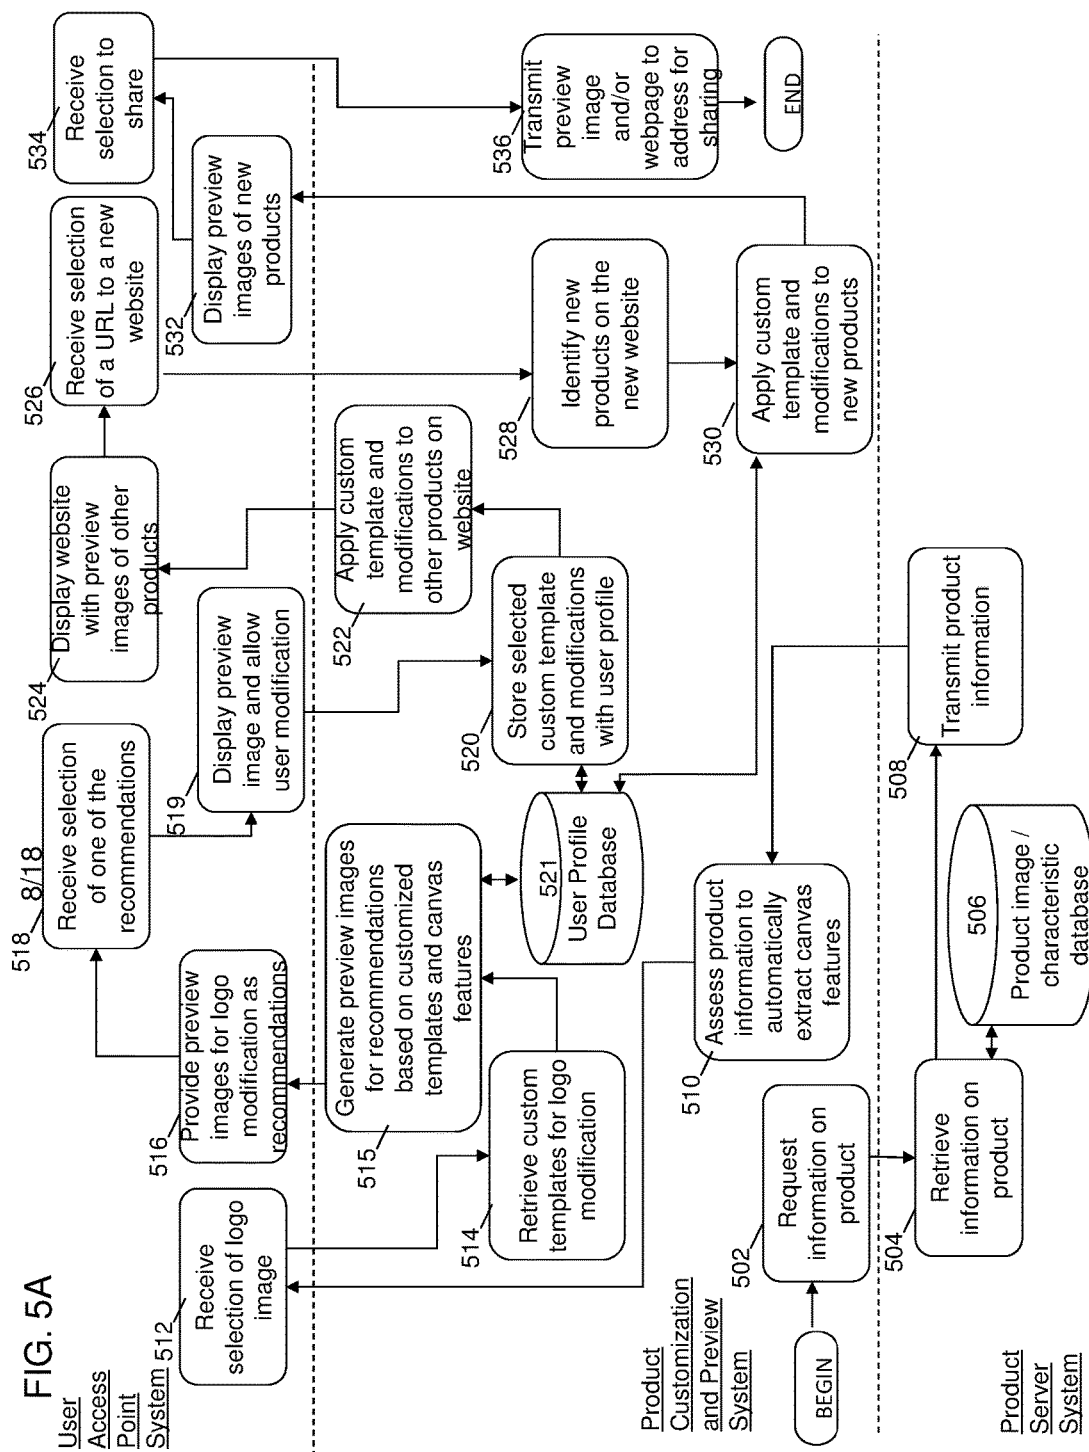 FIG. 5A
8/18
User
Access
Point
System
512
Receive
selection of logo
image
516
Provide preview
images for logo
modification as
recommendations
518
Receive selection
of one of the
recommendations
519
Display preview
image and allow
user modification
524
Display website
with preview
images of other
products
526
Receive selection
of a URL to a new
website
532
Display preview
images of new
products
534
Receive
selection to
share
Product
Customization
and Preview
System
BEGIN
502
Request
information on
product
510
Assess product
information to
automatically
extract canvas
features
514
Retrieve custom
templates for logo
modification
515
Generate preview images
for recommendations
based on customized
templates and canvas
features
521
User Profile
Database
520
Store selected
custom template
and modifications
with user profile
522
Apply custom
template and
modifications to
other products on
website
528
Identify new
products on the
new website
530
Apply custom
template and
modifications to
new products
536
Transmit
preview
image
and/or
webpage to
address for
sharing
END
Product
Server
System
504
Retrieve
information on
product
506
Product image /
characteristic
database
508
Transmit product
information